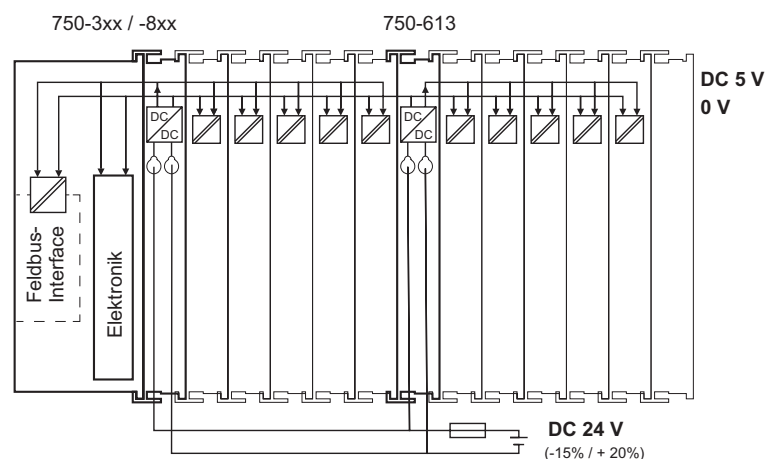 750-3xx / -8xx
750-613
DC 5 V
0 V
DC
DC
DC
DC
Feldbus-
Interface
Elektronik
DC 24 V
(-15% / + 20%)